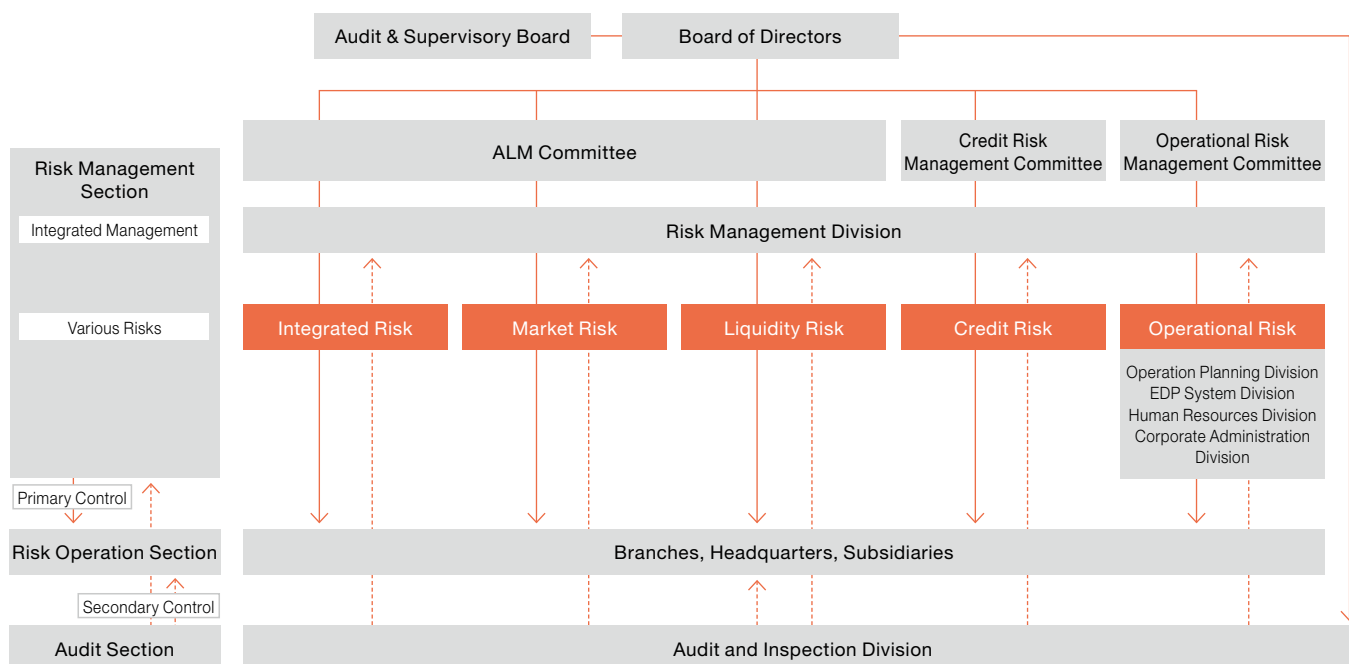 Audit & Supervisory Board
Board of Directors
ALM Committee
Credit Risk
Management Committee
Operational Risk
Management Committee
Risk Management
Section
Integrated Management
Risk Management Division
Various Risks
Integrated Risk
Market Risk
Liquidity Risk
Credit Risk
Operational Risk
Operation Planning Division
EDP System Division
Human Resources Division
Corporate Administration
Division
Primary Control
Risk Operation Section
Branches, Headquarters, Subsidiaries
Secondary Control
Audit Section
Audit and Inspection Division